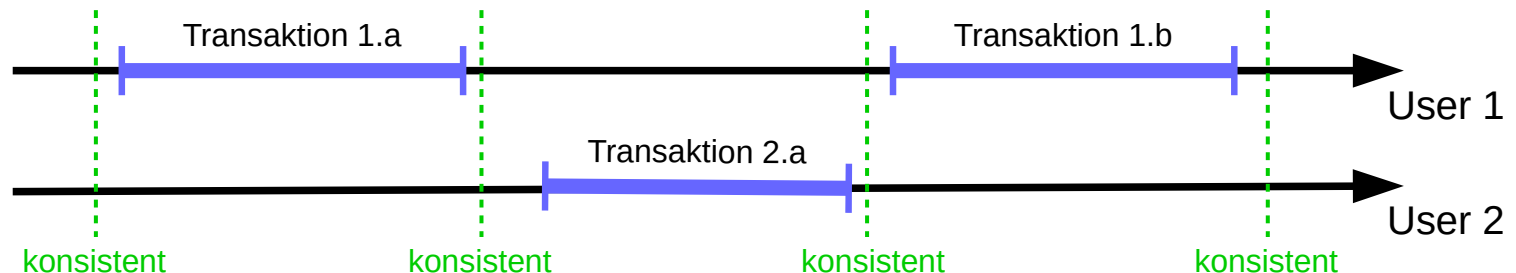 Transaktion 1.a
Transaktion 1.b
User 1
Transaktion 2.a
User 2
konsistent
konsistent
konsistent
konsistent